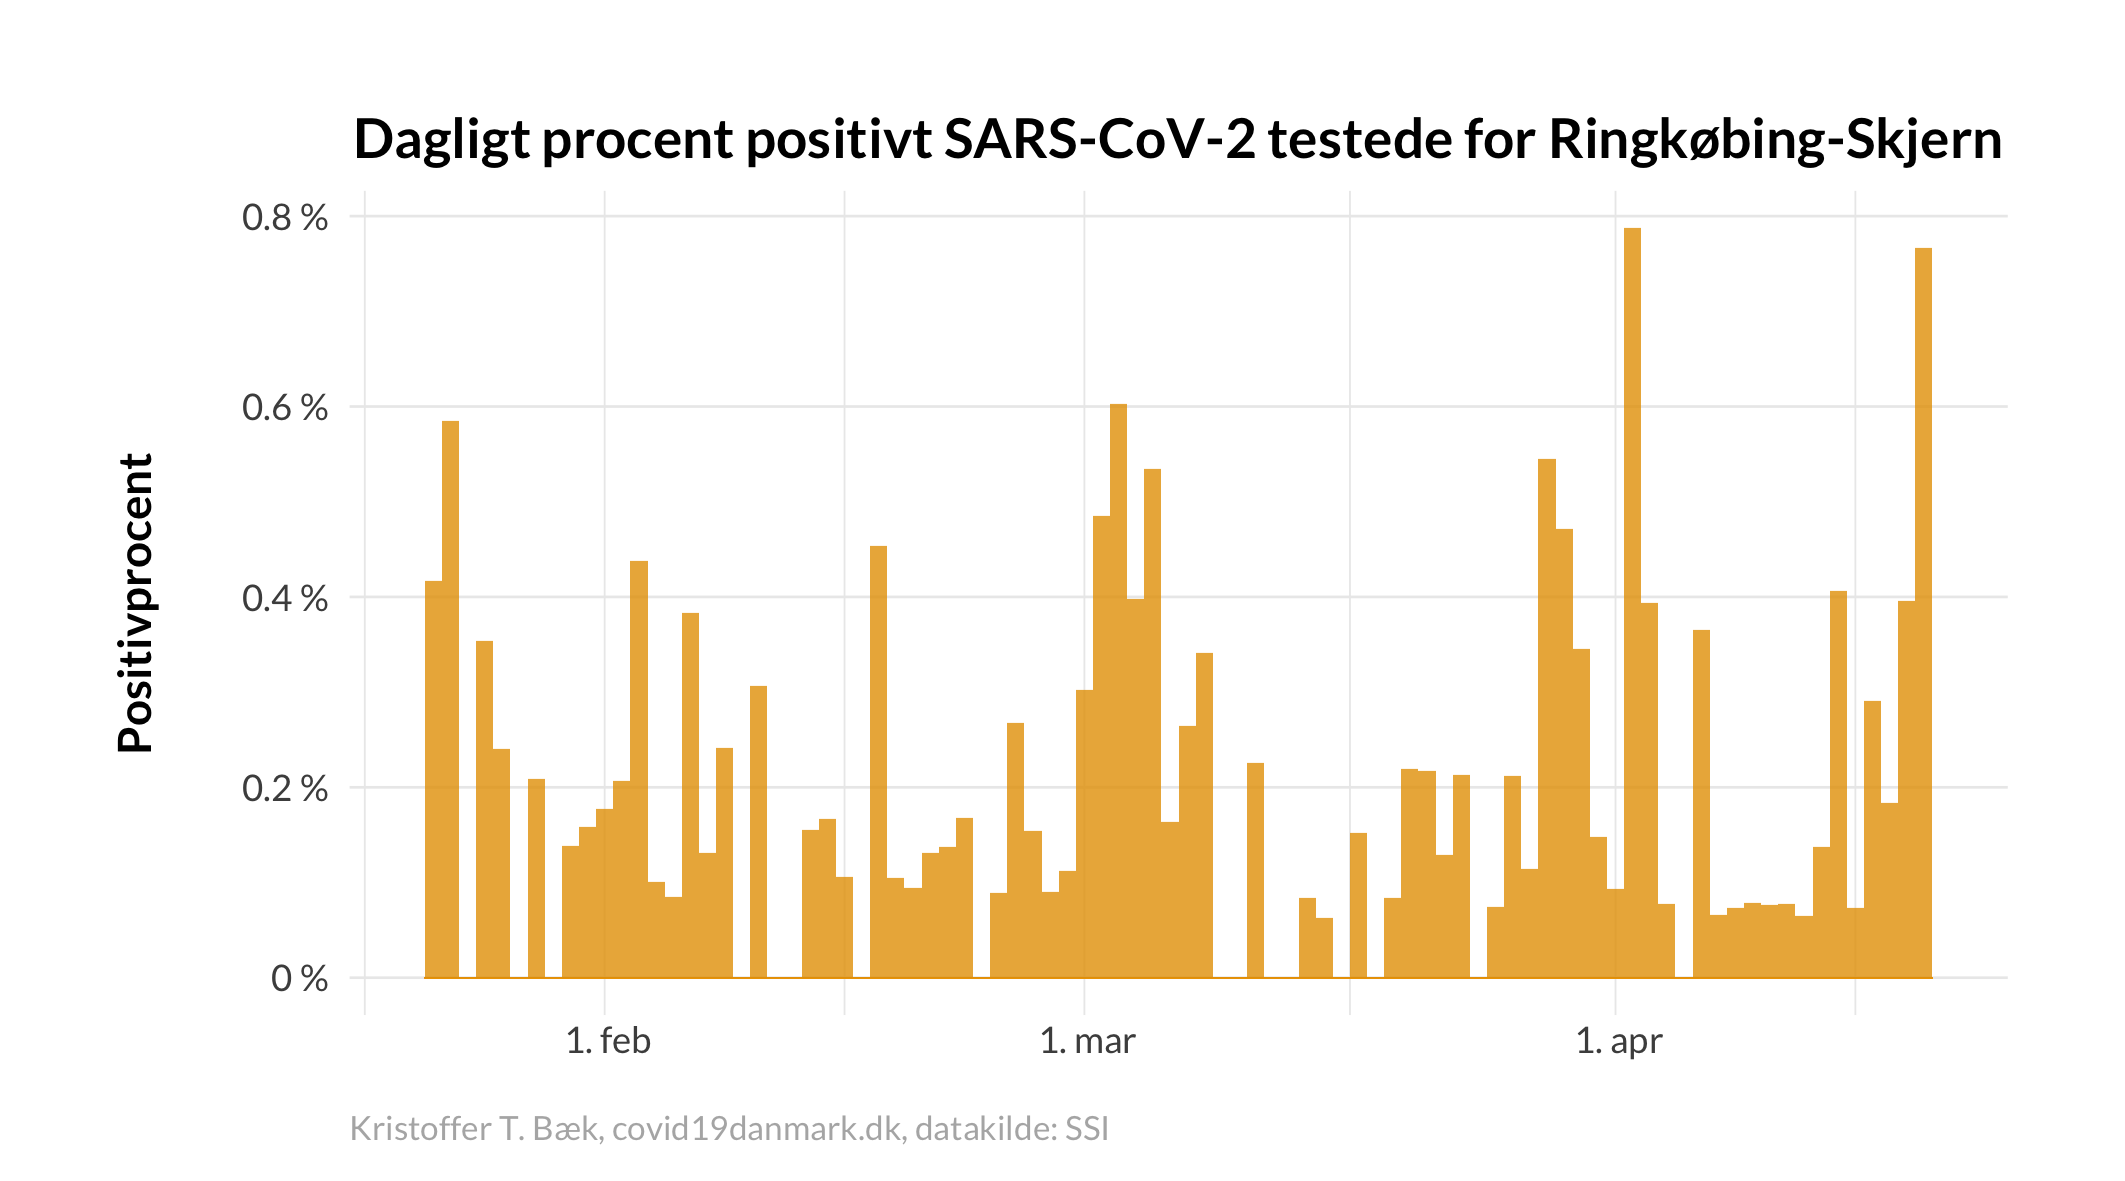 Dagligt procent positivt SARS-CoV-2 testede for Ringkøbing-Skjern
Positivprocent
0.8 %
0.6 %
0.4 %
0.2 %
0 %
1. feb
1. mar
1. apr
Kristoffer T. Bæk, covid19danmark.dk, datakilde: SSI